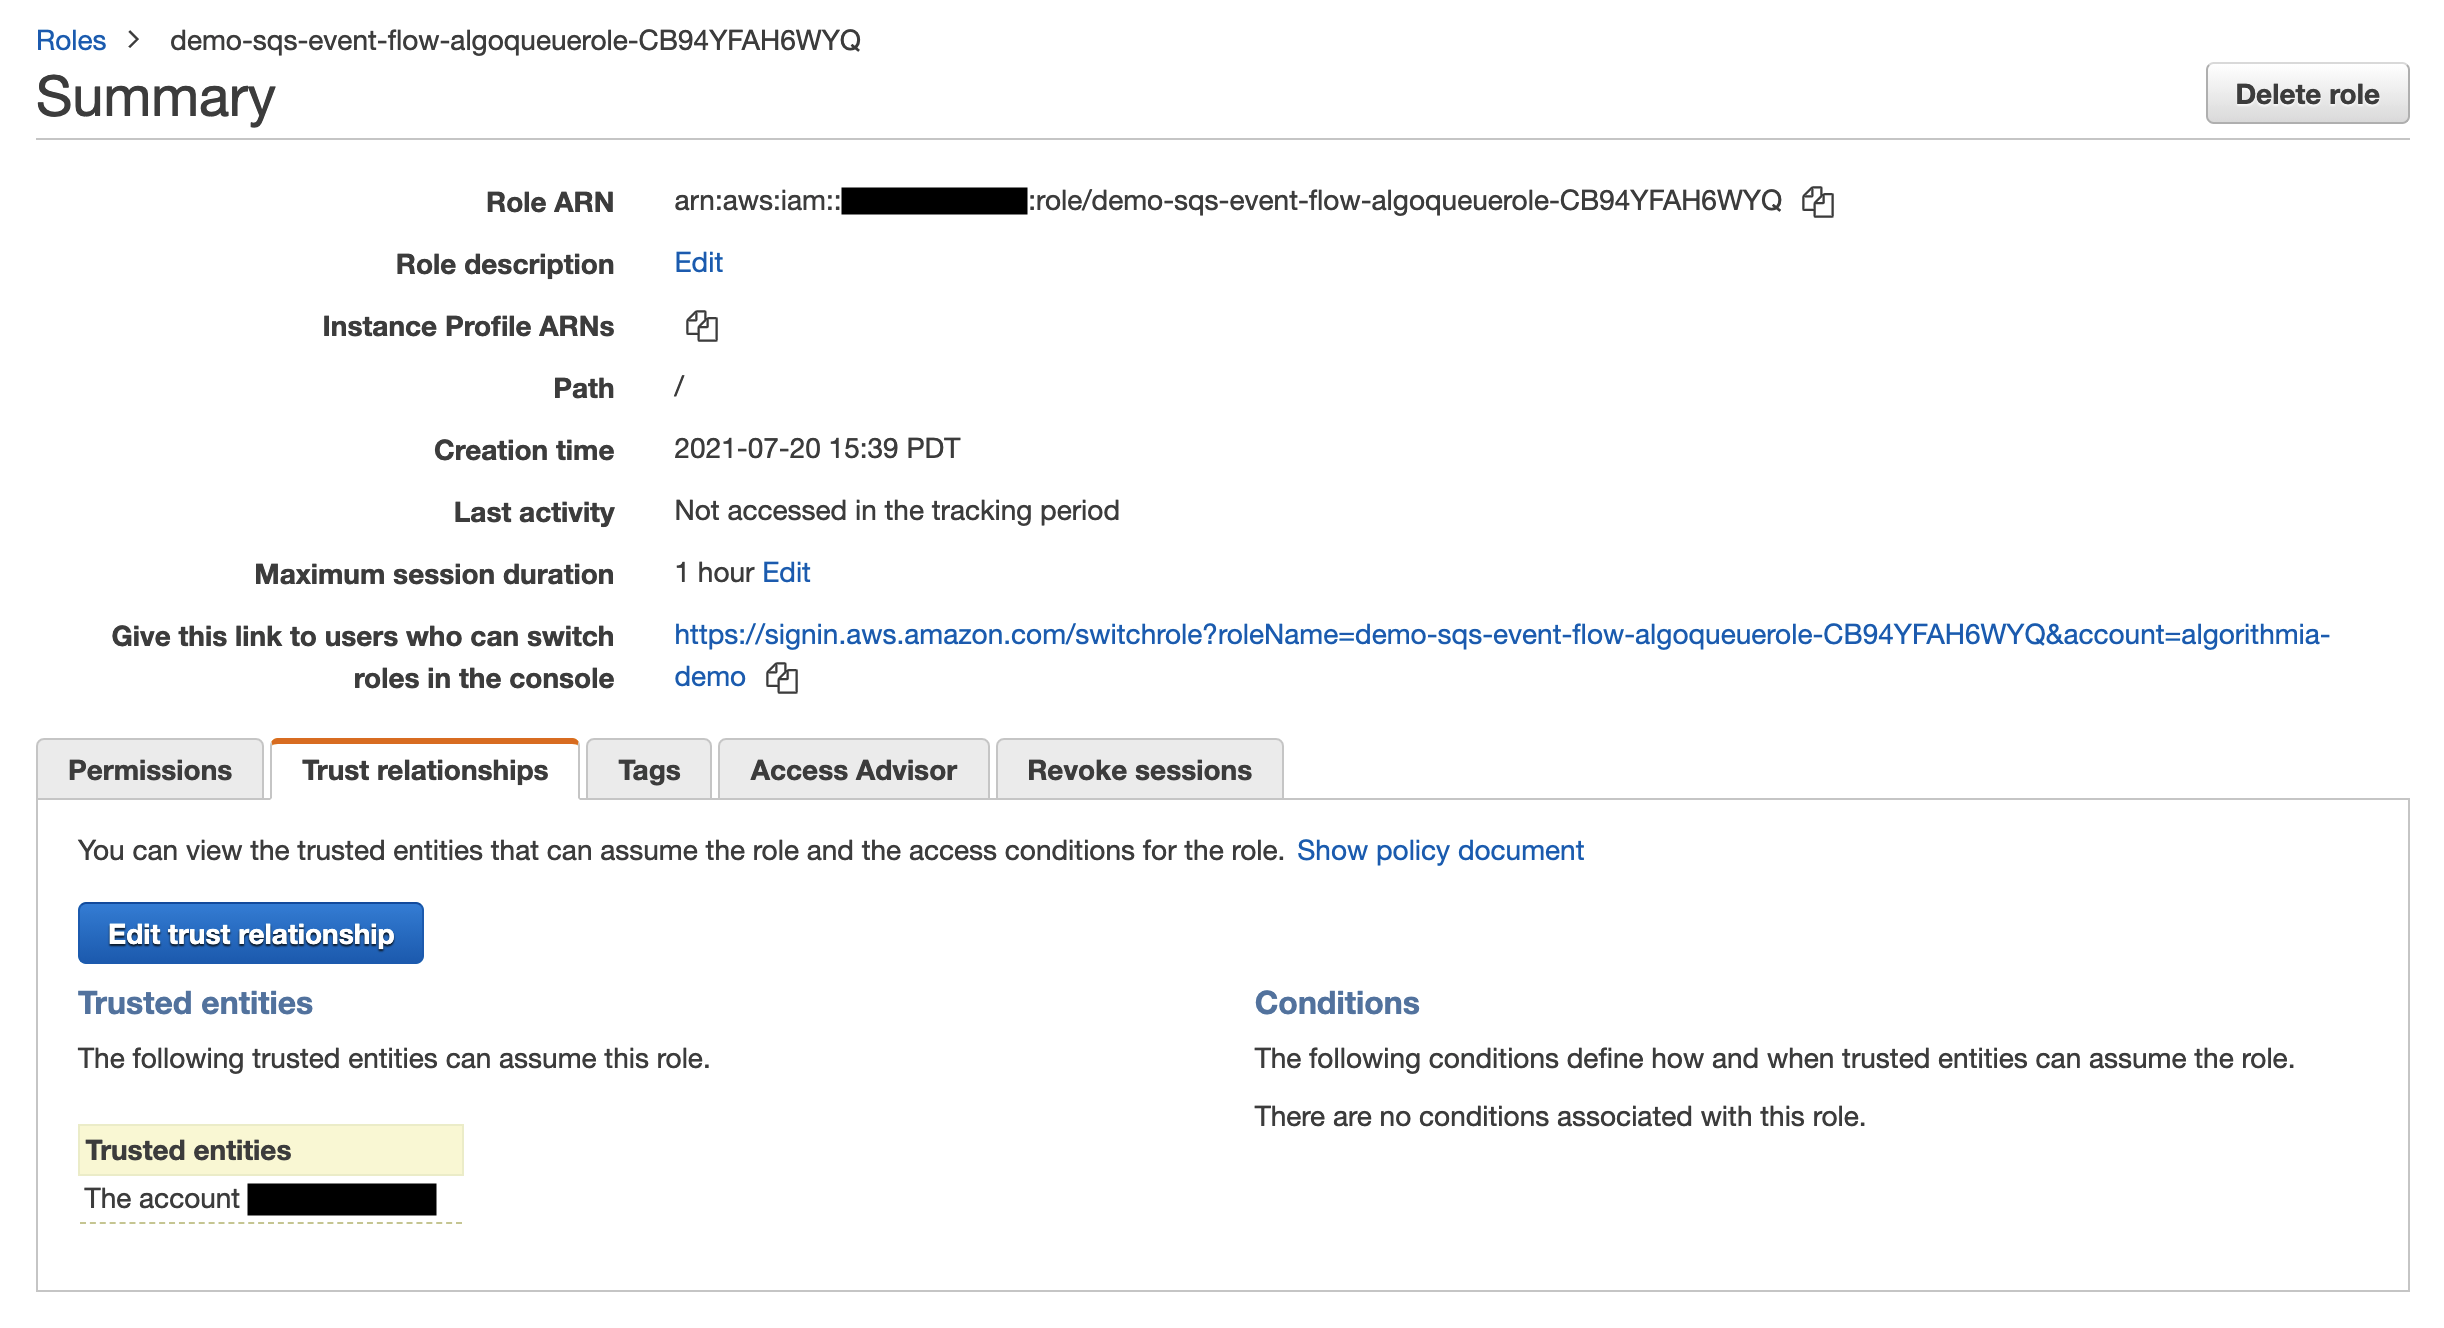 Roles > demo-sqs-event-flow-algoqueuerole-CB94YFAH6WYQ
Summary
Delete role
Role ARN arn:aws:iam:: :role/demo-sqs-event-flow-algoqueuerole-CB94YFAH6WYQ
Role description Edit
Instance Profile ARNs
Path /
Creation time 2021-07-20 15:39 PDT
Last activity Not accessed in the tracking period
Maximum session duration 1 hour Edit
Give this link to users who can switch https://signin.aws.amazon.com/switchrole?roleName=demo-sqs-event-flow-algoqueuerole-CB94YFAH6WYQ&account=algorithmia-
roles in the console demo
Permissions Trust relationships Tags Access Advisor Revoke sessions
You can view the trusted entities that can assume the role and the access conditions for the role. Show policy document
Edit trust relationship
Trusted entities
The following trusted entities can assume this role.
Trusted entities
The account
Conditions
The following conditions define how and when trusted entities can assume the role.
There are no conditions associated with this role.